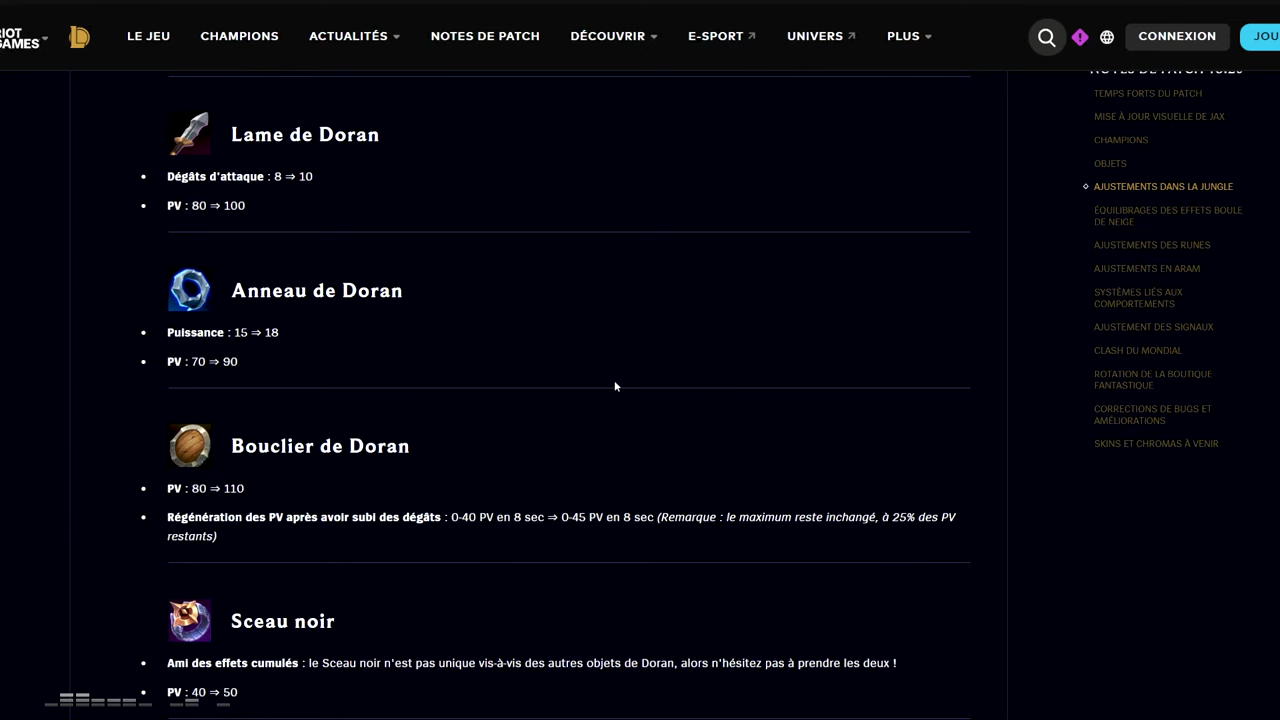 RIOT
GAMES
LE JEU
CHAMPIONS
ACTUALITÉS
NOTES DE PATCH
DÉCOUVRIR
E-SPORT
UNIVERS
PLUS
CONNEXION
JOU
Lame de Doran
Dégâts d'attaque : 8 ⇒ 10
PV : 80 ⇒ 100
Anneau de Doran
Puissance : 15 ⇒ 18
PV : 70 ⇒ 90
Bouclier de Doran
PV : 80 ⇒ 110
Régénération des PV après avoir subi des dégâts : 0-40 PV en 8 sec ⇒ 0-45 PV en 8 sec (Remarque : le maximum reste inchangé, à 25% des PV
restants)
Sceau noir
Ami des effets cumulés : le Sceau noir n'est pas unique vis-à-vis des autres objets de Doran, alors n'hésitez pas à prendre les deux !
PV : 40 ⇒ 50
NOTES DE PATCH
TEMPS FORTS DU PATCH
MISE À JOUR VISUELLE DE JAX
CHAMPIONS
OBJETS
AJUSTEMENTS DANS LA JUNGLE
ÉQUILIBRAGES DES EFFETS BOULE
DE NEIGE
AJUSTEMENTS DES RUNES
AJUSTEMENTS EN ARAM
SYSTÈMES LIÉS AUX
COMPORTEMENTS
AJUSTEMENT DES SIGNAUX
CLASH DU MONDIAL
ROTATION DE LA BOUTIQUE
FANTASTIQUE
CORRECTIONS DE BUGS ET
AMÉLIORATIONS
SKINS ET CHROMAS À VENIR